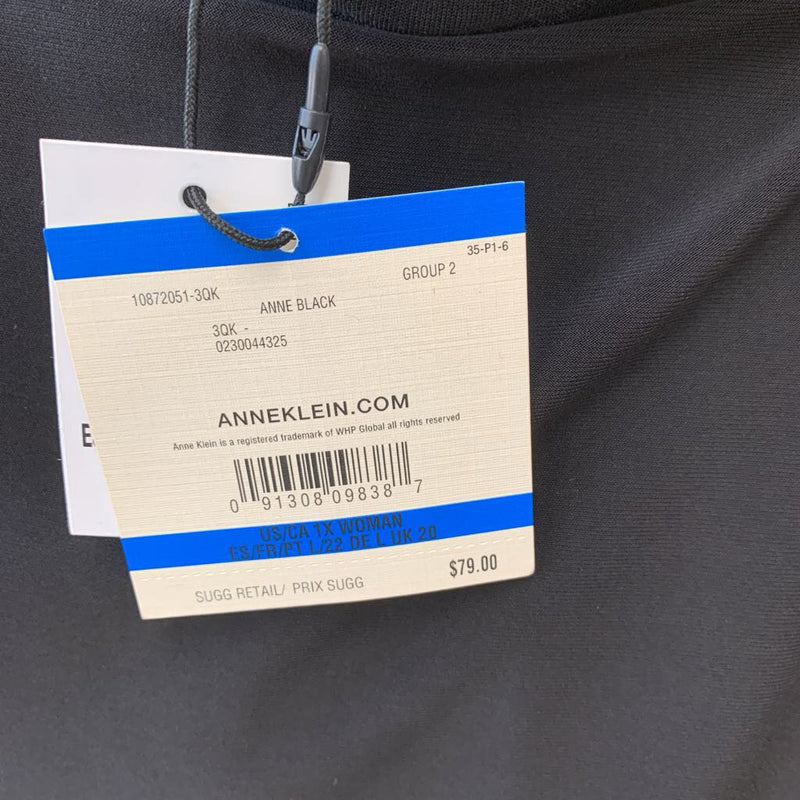 35-P1-6
GROUP 2
10872051-3QK
ANNE BLACK
3QK -
0230044325
ANNEKLEIN.COM
Anne Klein is a registered trademark of WHP Global all rights reserved
0 91308 09838 7
US/CA 1X WOMAN
ES/FR/PT L/22 DE L UK 20
$79.00
SUGG RETAIL/ PRIX SUGG